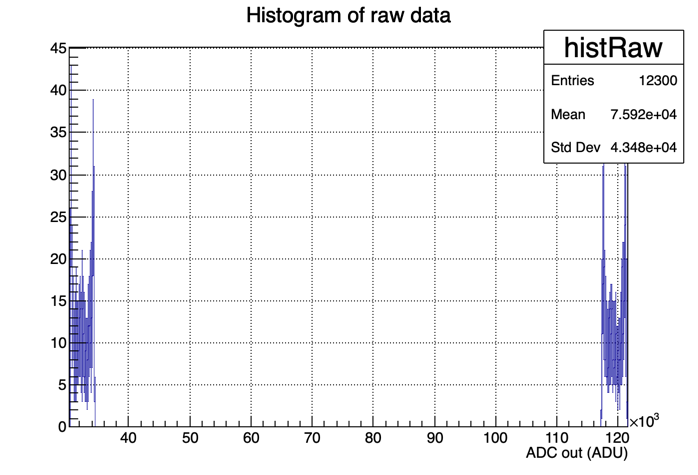 Histogram of raw data
histRaw
Entries 12300
Mean 7.592e+04
Std Dev 4.348e+04
45
40
35
30
25
20
15
10
5
0
40 50 60 70 80 90 100 110 120
×10³
ADC out (ADU)